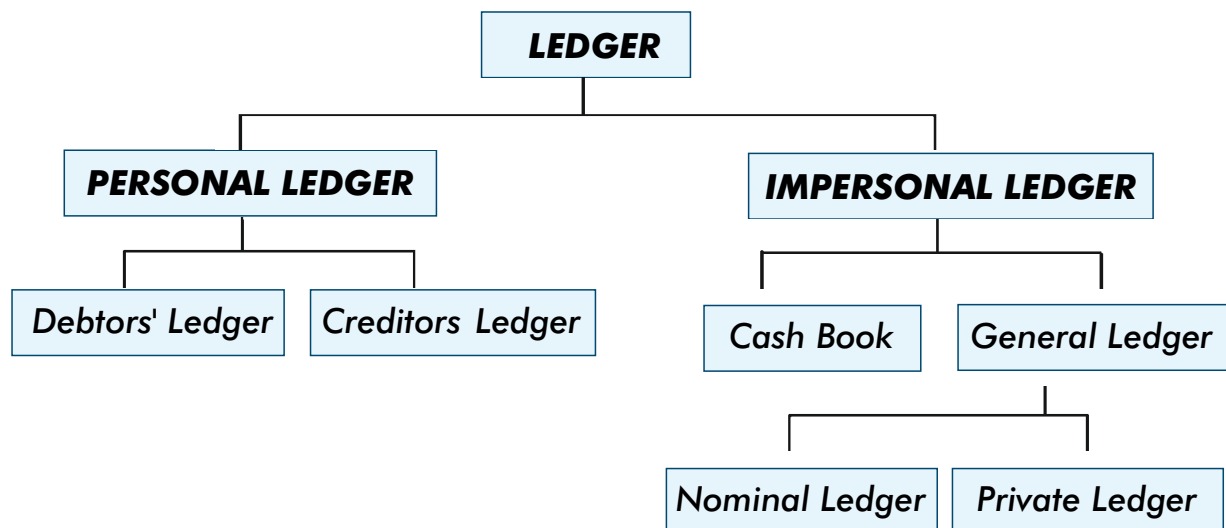 LEDGER
PERSONAL LEDGER
IMPERSONAL LEDGER
Debtors' Ledger
Creditors Ledger
Cash Book
General Ledger
Nominal Ledger
Private Ledger